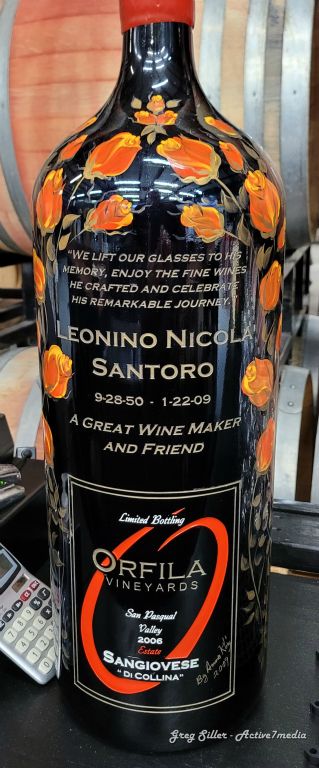 "WE LIFT OUR GLASSES TO HIS
MEMORY, ENJOY THE FINE WINES
HE CRAFTED AND CELEBRATE
HIS REMARKABLE JOURNEY."
LEONINO NICOLA
SANTORO
9-28-50 - 1-22-09
A GREAT WINE MAKER
AND FRIEND
Limited Bottling
ORFILA
VINEYARDS
San Pasqual
Valley
2006
Estate
SANGIOVESE
"DI COLLINA"
By
Greg Siller - Active7media